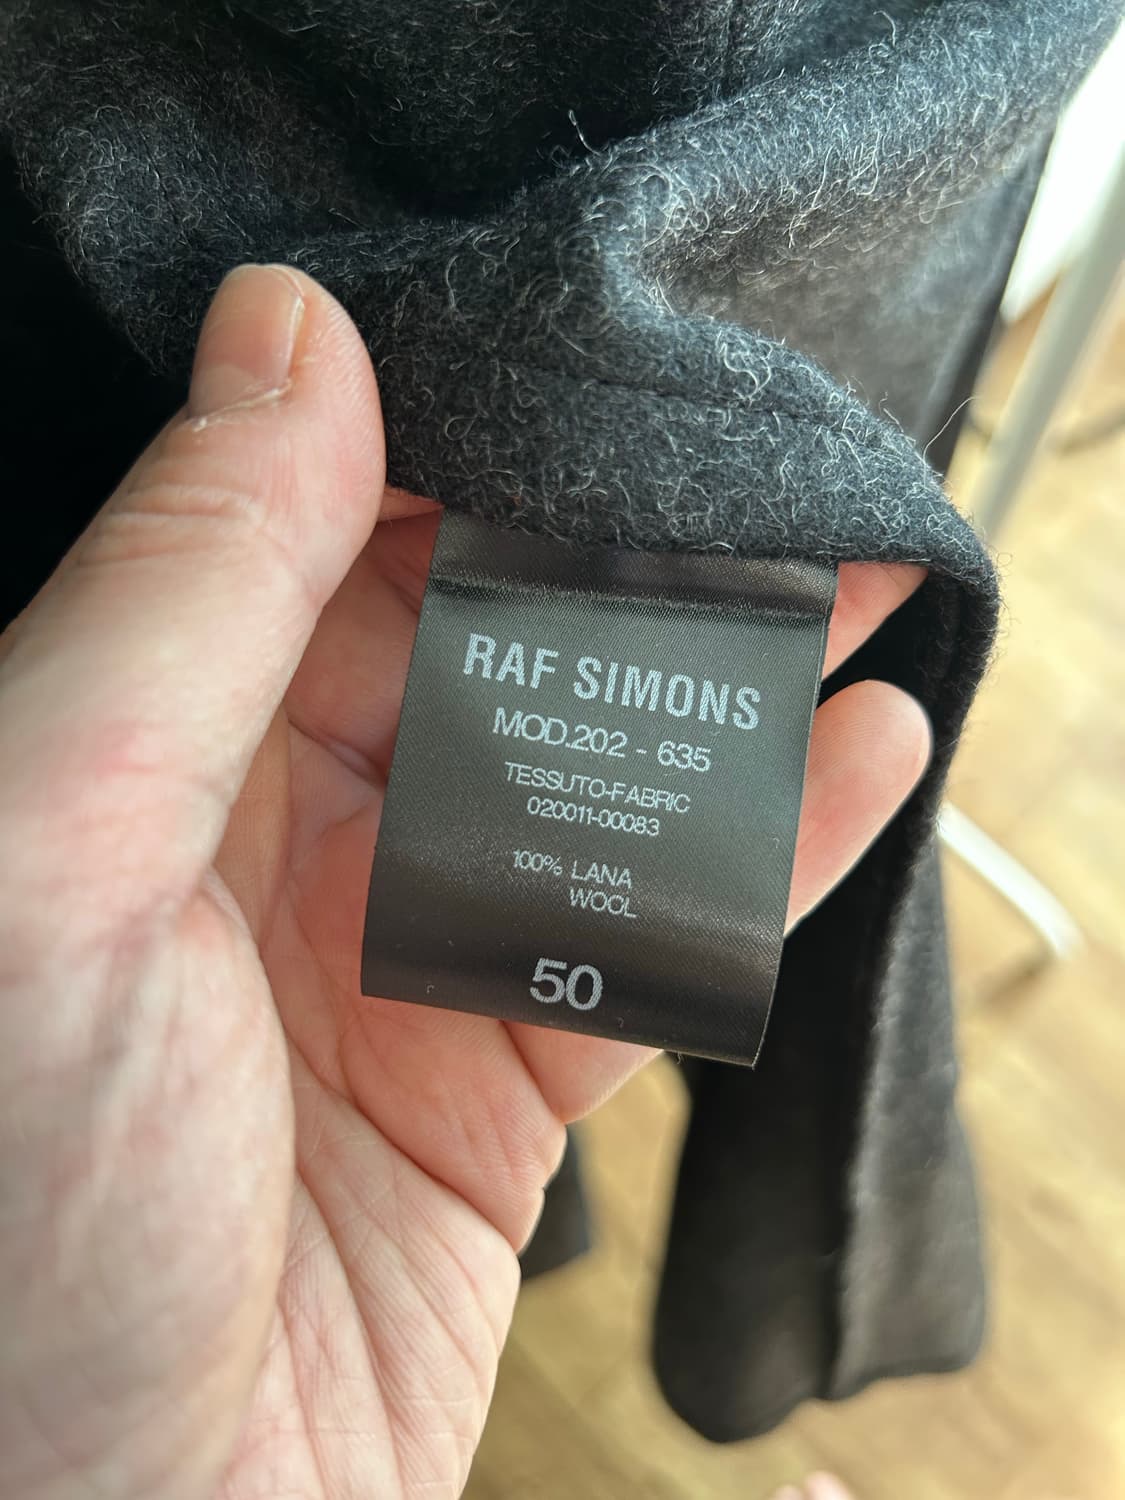 RAF SIMONS
MOD.202 - 635
TESSUTO-FABRIC
020011-00083
100% LANA
WOOL
50